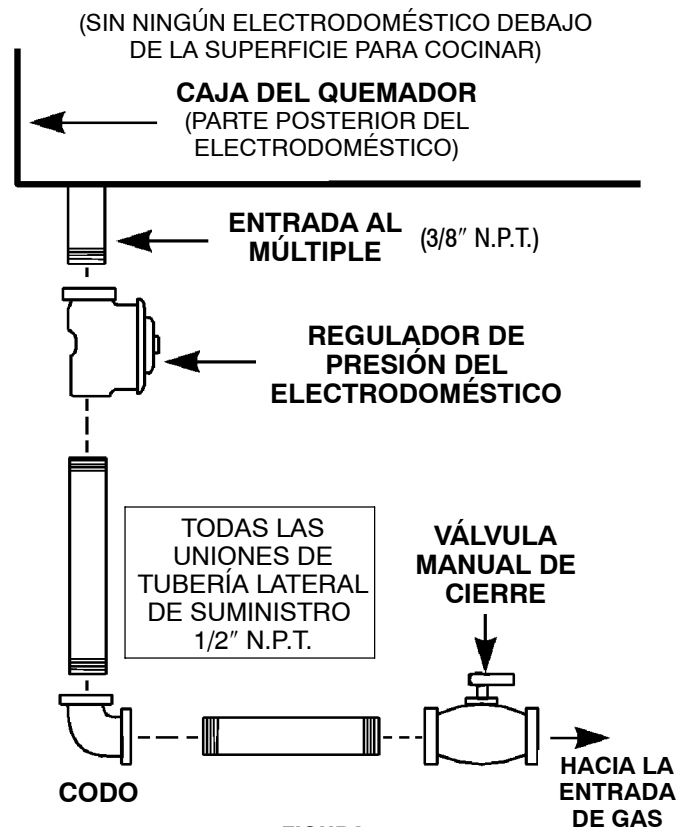 (SIN NINGÚN ELECTRODOMÉSTICO DEBAJO
DE LA SUPERFICIE PARA COCINAR)
CAJA DEL QUEMADOR
(PARTE POSTERIOR DEL
ELECTRODOMÉSTICO)
ENTRADA AL
MÚLTIPLE
(3/8″ N.P.T.)
REGULADOR DE
PRESIÓN DEL
ELECTRODOMÉSTICO
TODAS LAS
UNIONES DE
TUBERÍA LATERAL
DE SUMINISTRO
1/2″ N.P.T.
VÁLVULA
MANUAL DE
CIERRE
CODO
HACIA LA
ENTRADA
DE GAS